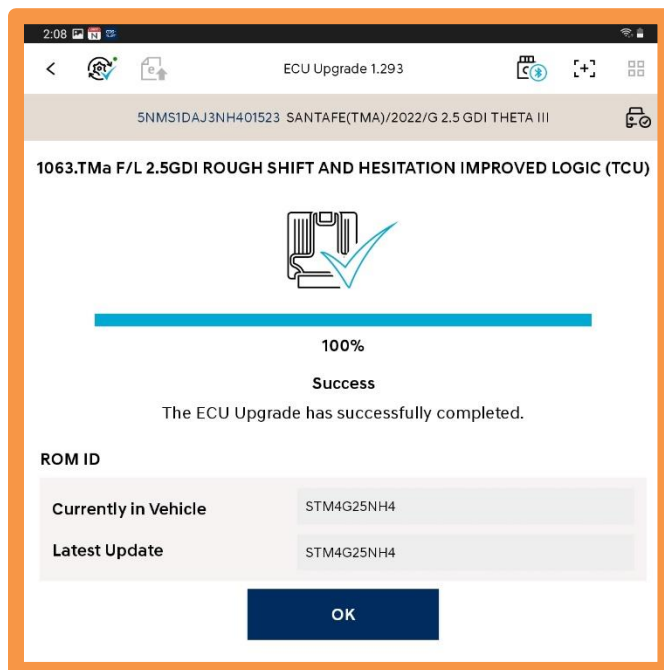 2:08
ECU Upgrade 1.293
5NMS1DAJ3NH401523 SANTAFE(TMA)/2022/G 2.5 GDI THETA III
1063.TMa F/L 2.5GDI ROUGH SHIFT AND HESITATION IMPROVED LOGIC (TCU)
100%
Success
The ECU Upgrade has successfully completed.
ROM ID
Currently in Vehicle STM4G25NH4
Latest Update STM4G25NH4
OK